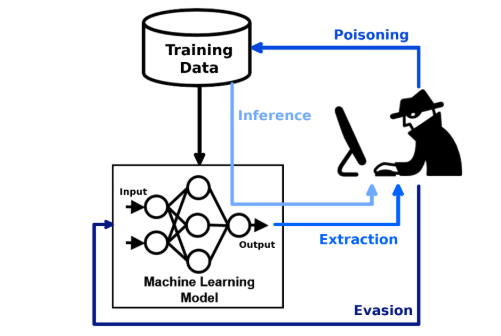 Poisoning
Training
Data
Inference
Input
Output
Extraction
Machine Learning
Model
Evasion